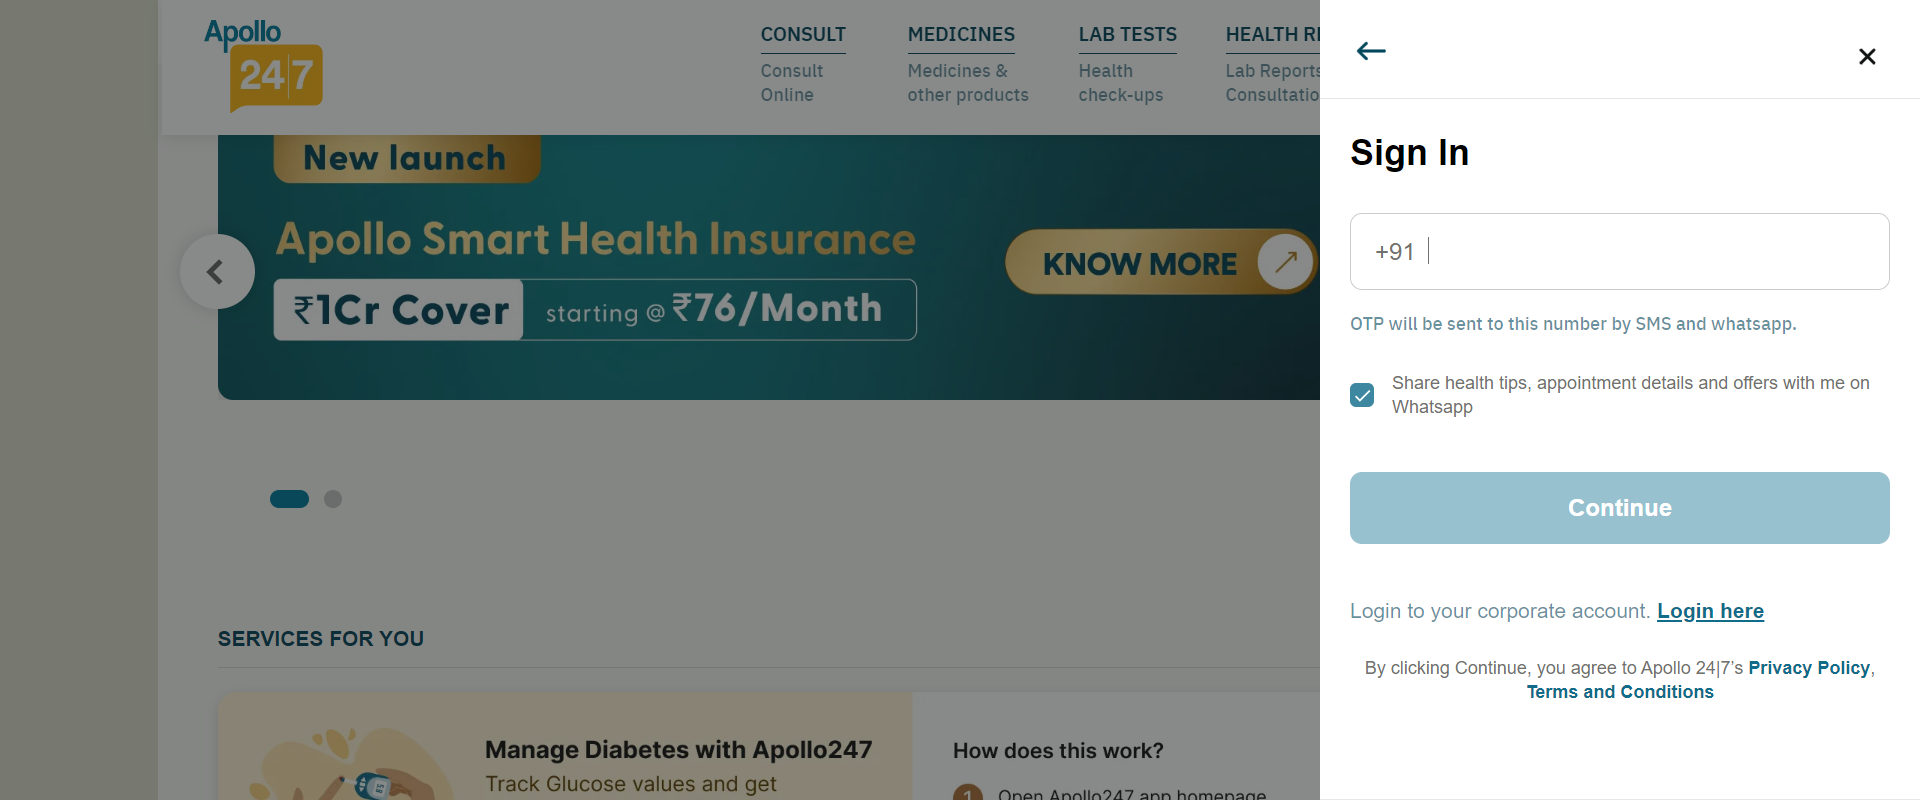 Apollo
24|7
CONSULT
Consult
Online
MEDICINES
Medicines &
other products
LAB TESTS
Health
check-ups
HEALTH
Lab Reports
New launch
Apollo Smart Health Insurance
₹1Cr Cover starting @ ₹76/Month
KNOW MORE
SERVICES FOR YOU
Manage Diabetes with Apollo247
Track Glucose values and get
How does this work?
1 Open Apollo247 app homepage
Sign In
+91
OTP will be sent to this number by SMS and whatsapp.
Share health tips, appointment details and offers with me on
Whatsapp
Continue
Login to your corporate account. Login here
By clicking Continue, you agree to Apollo 24|7’s Privacy Policy,
Terms and Conditions